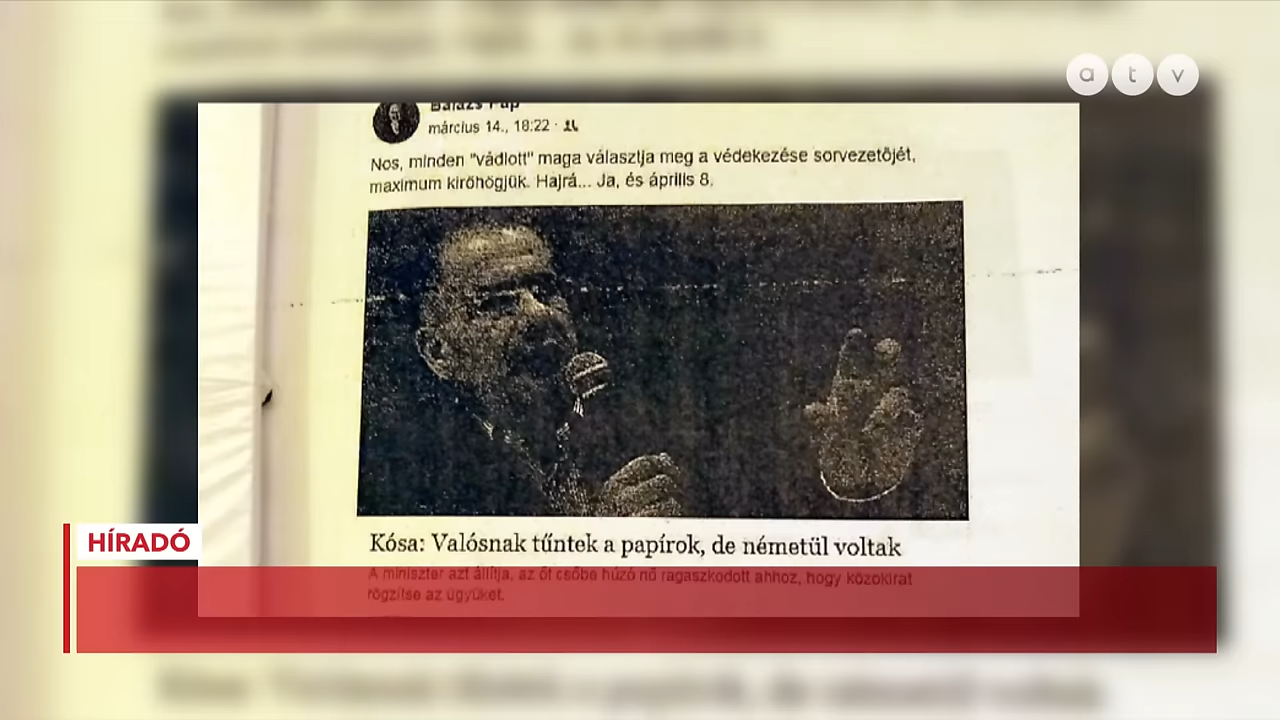 a t v
Balázs Pap
március 14., 18:22 ·
Nos, minden "vádlott" maga választja meg a védekezése sorvezetőjét,
maximum kiröhögjük. Hajrá... Ja, és április 8.
Kósa: Valósnak tűntek a papírok, de németül voltak
HÍRADÓ
A miniszter azt állítja, az őt csőbe húzó nő ragaszkodott ahhoz, hogy közokirat
rögzítse az ügyüket.